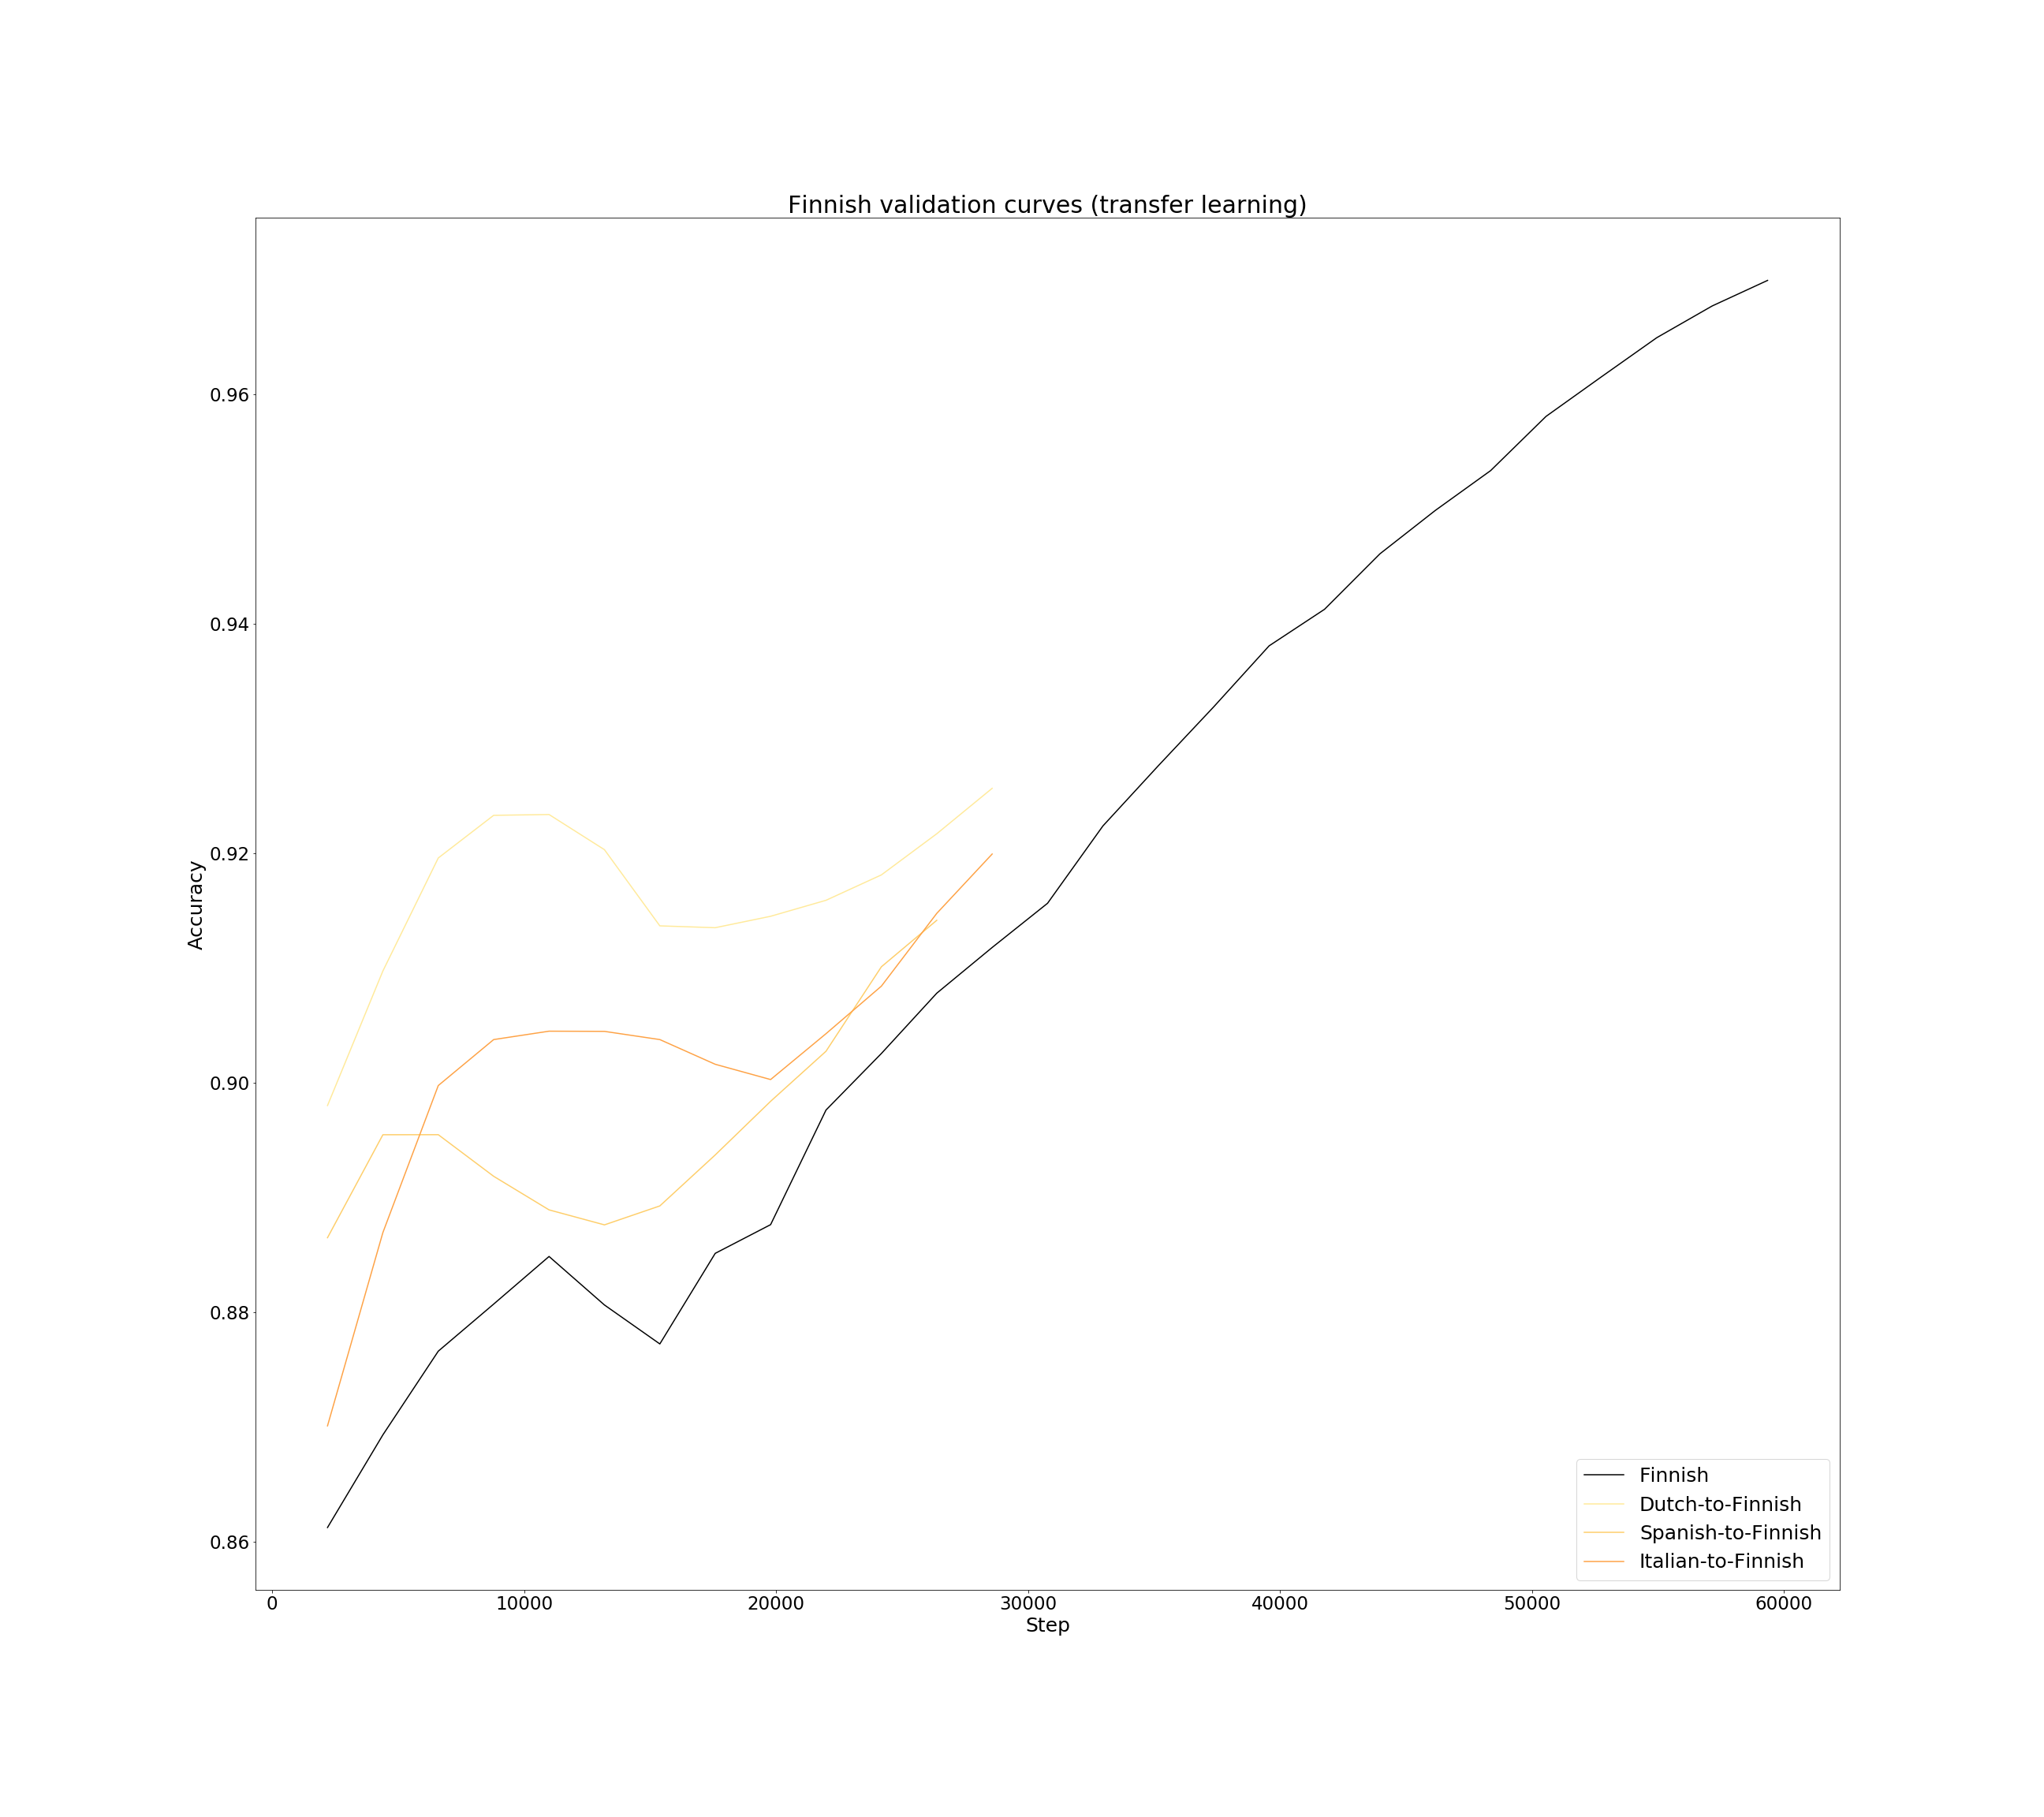 Finnish validation curves (transfer learning)
Accuracy
0.96
0.94
0.92
0.90
0.88
0.86
0
10000
20000
30000
40000
50000
60000
Step
Finnish
Dutch-to-Finnish
Spanish-to-Finnish
Italian-to-Finnish